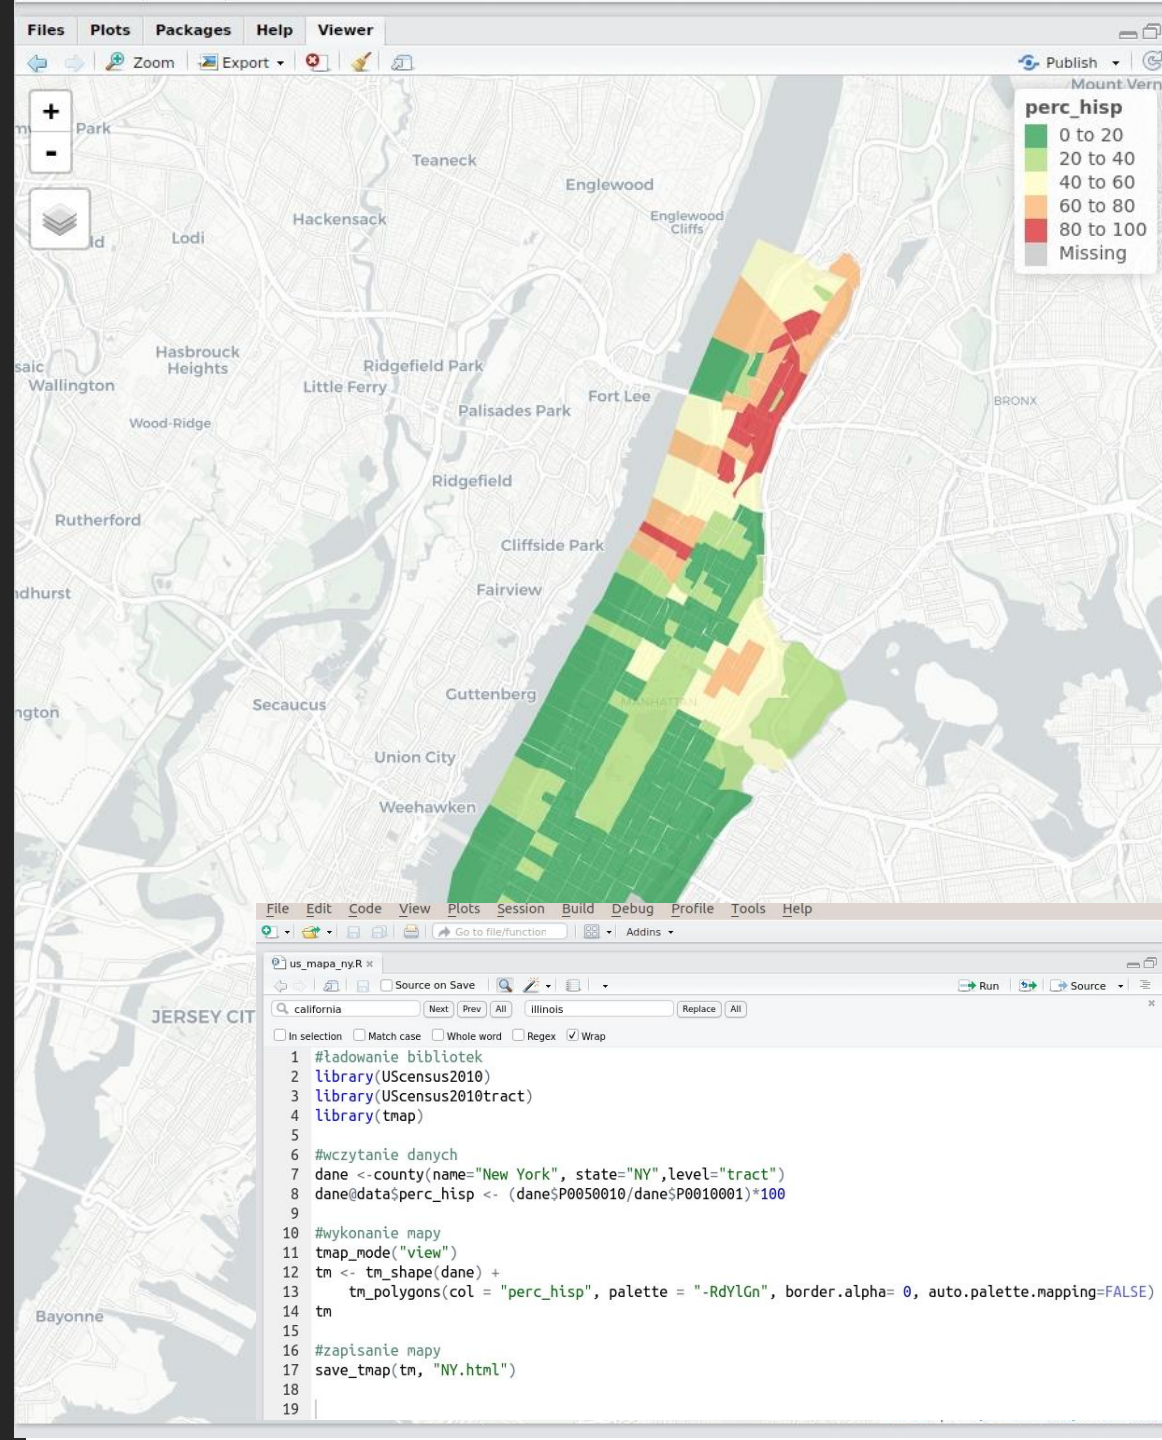 Files Plots Packages Help Viewer
Zoom Export Publish
Mount Vern
+
-
perc_hisp
0 to 20
20 to 40
40 to 60
60 to 80
80 to 100
Missing
Park
Teaneck
Englewood
Englewood
Cliffs
Hackensack
Lodi
Hasbrouck
Heights
Ridgefield Park
Wallington
Little Ferry
Fort Lee
BRONX
Palisades Park
Wood-Ridge
Ridgefield
Rutherford
Cliffside Park
Fairview
Guttenberg
MANHATTAN
Secaucus
Union City
Weehawken
JERSEY CIT
Bayonne
File Edit Code View Plots Session Build Debug Profile Tools Help
Go to file/function Addins
us_mapa_ny.R
Source on Save Run Source
california Next Prev All illinois Replace All
In selection Match case Whole word Regex Wrap
1 #ładowanie bibliotek
2 library(UScensus2010)
3 library(UScensus2010tract)
4 library(tmap)
5
6 #wczytanie danych
7 dane <-county(name="New York", state="NY",level="tract")
8 dane@data$perc_hisp <- (dane$P0050010/dane$P0010001)*100
9
10 #wykonanie mapy
11 tmap_mode("view")
12 tm <- tm_shape(dane) +
13 tm_polygons(col = "perc_hisp", palette = "-RdYlGn", border.alpha= 0, auto.palette.mapping=FALSE)
14 tm
15
16 #zapisanie mapy
17 save_tmap(tm, "NY.html")
18
19